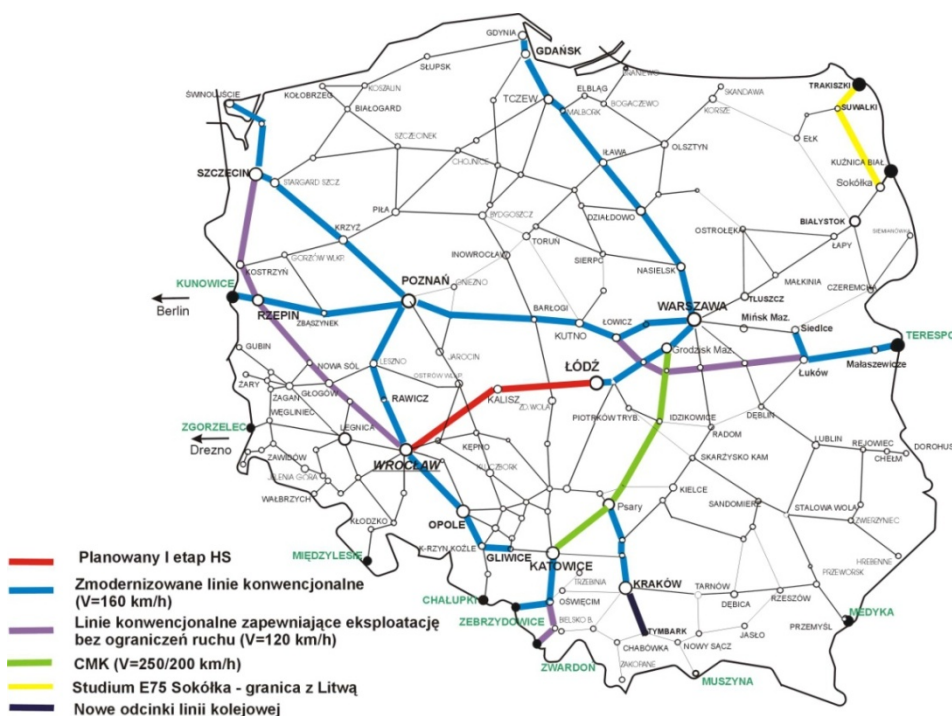 GDYNIA
GDAŃSK
SŁUPSK
KOSZALIN
KOŁOBRZEG
BIAŁOGARD
ŚWINOUJŚCIE
TCZEW
ELBLĄG
BOGACZEWO
MALBORK
SKANDAWA
KORSZE
TRAKISZKI
SUWAŁKI
EŁK
OLSZTYN
IŁAWA
SZCZECINEK
CHOJNICE
KUŹNICA BIAŁ
Sokółka
SZCZECIN
STARGARD SZCZ
PIŁA
BYDGOSZCZ
DZIAŁDOWO
BIAŁYSTOK
OSTROŁĘKA
ŁAPY
SIEMIANÓWKA
KRZYŻ
TORUŃ
SIERPC
NASIELSK
INOWROCŁAW
GORZÓW WLKP.
KOSTRZYN
MAŁKINIA
CZEREMCHA
KUNOWICE
Berlin
RZEPIN
POZNAŃ
GNIEZNO
TŁUSZCZ
WARSZAWA
ZBĄSZYNEK
BARŁOGI
KUTNO
ŁOWICZ
Mińsk Maz.
Siedlce
TERESPOL
Małaszewicze
Łuków
Grodzisk Maz.
GUBIN
NOWA SÓL
LESZNO
JAROCIN
ŁÓDŹ
ŻARY
ŻAGAŃ
GŁOGÓW
OSTRÓW WLKP.
KALISZ
RAWICZ
ZD.WOLA
PIOTRKÓW TRYB.
IDZIKOWICE
DĘBLIN
RADOM
WĘGLINIEC
ZGORZELEC
Drezno
LEGNICA
WROCŁAW
KĘPNO
KLUCZBORK
LUBLIN
REJOWIEC
CHEŁM
DOROHUSK
SKARŻYSKO KAM
ZAWIDÓW
JELENIA GÓRA
WAŁBRZYCH
KIELCE
SANDOMIERZ
STALOWA WOLA
ZWIERZYNIEC
KŁODZKO
OPOLE
Psary
MIĘDZYLESIE
K-RZYN KOŹLE
GLIWICE
KATOWICE
HREBENNE
PRZEWORSK
TRZEBINIA
KRAKÓW
TARNÓW
DĘBICA
RZESZÓW
CHAŁUPKI
OŚWIĘCIM
MEDYKA
PRZEMYŚL
ZEBRZYDOWICE
BIELSKO B.
TYMBARK
JASŁO
CHABÓWKA
NOWY SĄCZ
ZWARDOŃ
ZAKOPANE
MUSZYNA
Planowany I etap HS
Zmodernizowane linie konwencjonalne
(V=160 km/h)
Linie konwencjonalne zapewniające eksploatację
bez ograniczeń ruchu (V=120 km/h)
CMK (V=250/200 km/h)
Studium E75 Sokółka - granica z Litwą
Nowe odcinki linii kolejowej